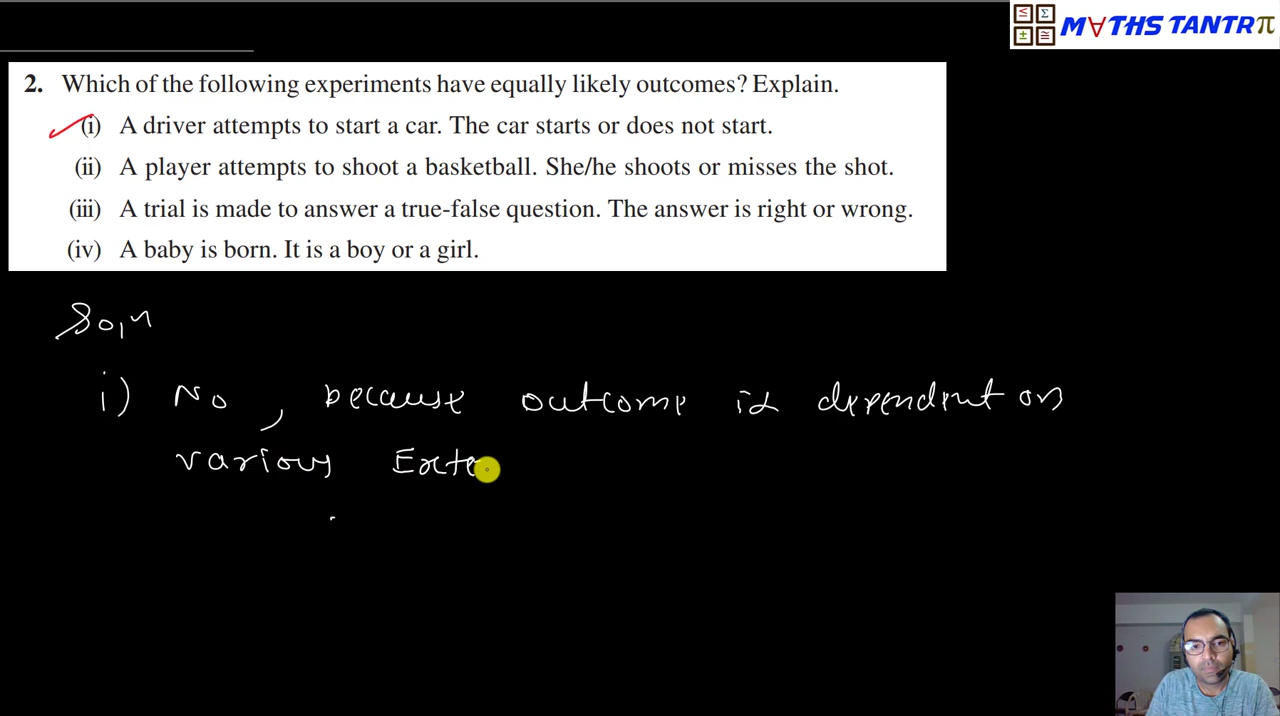 ≤ Σ
± ≅
M∀THS TANTRπ
2. Which of the following experiments have equally likely outcomes? Explain.
(i) A driver attempts to start a car. The car starts or does not start.
(ii) A player attempts to shoot a basketball. She/he shoots or misses the shot.
(iii) A trial is made to answer a true-false question. The answer is right or wrong.
(iv) A baby is born. It is a boy or a girl.
Solⁿ
i) No, because outcome is dependent on
various Exte